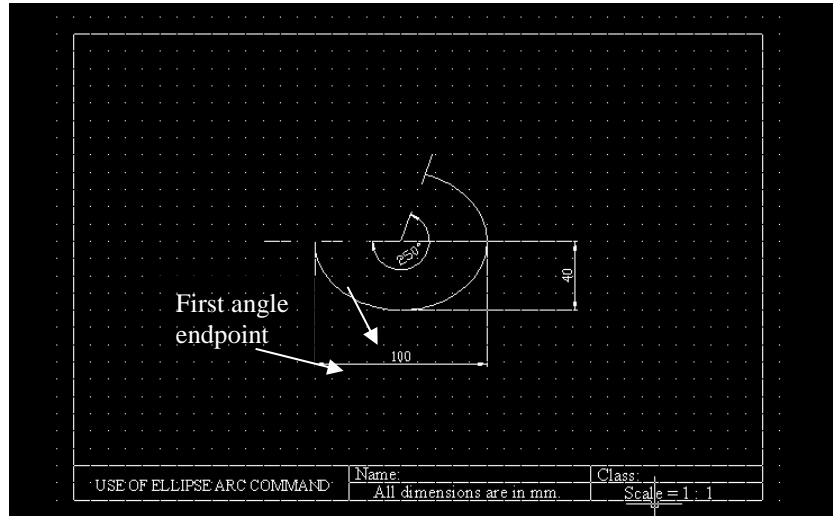 250°
40
First angle
endpoint
100
USE OF ELLIPSE ARC COMMAND
Name:
Class:
All dimensions are in mm.
Scale = 1 : 1